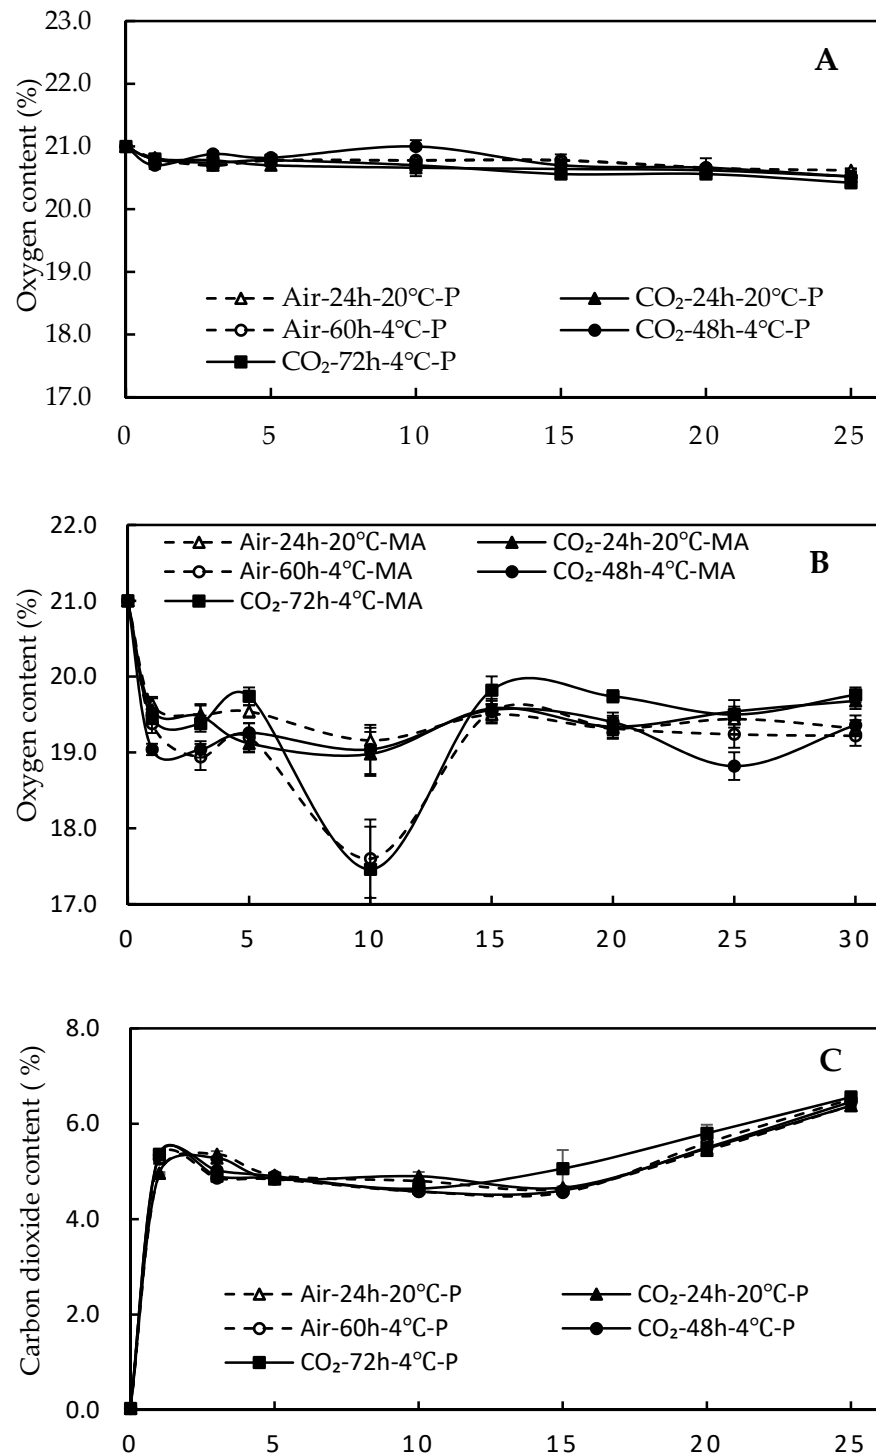 23.0
A
22.0
21.0
20.0
19.0
18.0
17.0
Oxygen content (%)
Air-24h-20°C-P CO₂-24h-20°C-P
Air-60h-4°C-P CO₂-48h-4°C-P
CO₂-72h-4°C-P
0 5 10 15 20 25
22.0
Air-24h-20℃-MA CO₂-24h-20℃-MA
B
Air-60h-4℃-MA CO₂-48h-4℃-MA
CO₂-72h-4℃-MA
21.0
20.0
19.0
18.0
17.0
Oxygen content (%)
0 5 10 15 20 25 30
8.0
C
6.0
4.0
2.0
0.0
Carbon dioxide content ( %)
Air-24h-20℃-P CO₂-24h-20℃-P
Air-60h-4℃-P CO₂-48h-4℃-P
CO₂-72h-4℃-P
0 5 10 15 20 25